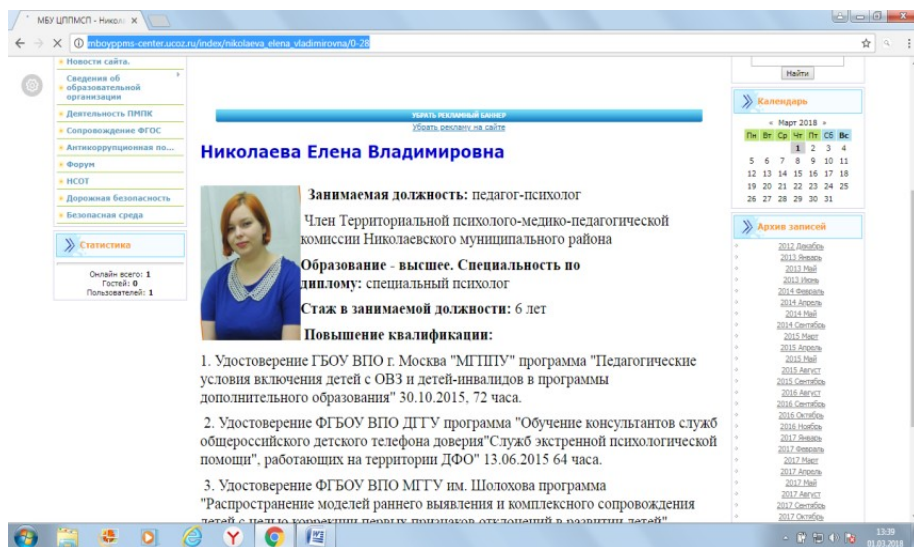 МБУ ЦППМСП - Никол
mboyppms-center.ucoz.ru/index/nikolaeva_elena_vladimirovna/0-28
Новости сайта.
Сведения об
образовательной
организации
Деятельность ПМПК
Сопровождение ФГОС
Антикоррупционная по...
Форум
НСОТ
Дорожная безопасность
Безопасная среда
Статистика
Онлайн всего: 1
Гостей: 0
Пользователей: 1
УБРАТЬ РЕКЛАМНЫЙ БАННЕР
Убрать рекламу на сайте
Николаева Елена Владимировна
Занимаемая должность: педагог-психолог
Член Территориальной психолого-медико-педагогической
комиссии Николаевского муниципального района
Образование - высшее. Специальность по
диплому: специальный психолог
Стаж в занимаемой должности: 6 лет
Повышение квалификации:
1. Удостоверение ГБОУ ВПО г. Москва "МГППУ" программа "Педагогические
условия включения детей с ОВЗ и детей-инвалидов в программы
дополнительного образования" 30.10.2015, 72 часа.
2. Удостоверение ФГБОУ ВПО ДГГУ программа "Обучение консультантов служб
общероссийского детского телефона доверия"Служб экстренной психологической
помощи", работающих на территории ДФО" 13.06.2015 64 часа.
3. Удостоверение ФГБОУ ВПО МГГУ им. Шолохова программа
"Распространение моделей раннего выявления и комплексного сопровождения
детей с целью коррекции первых признаков отклонений в развитии детей"
Найти
Календарь
« Март 2018 »
Пн Вт Ср Чт Пт Сб Вс
1 2 3 4
5 6 7 8 9 10 11
12 13 14 15 16 17 18
19 20 21 22 23 24 25
26 27 28 29 30 31
Архив записей
2012 Декабрь
2013 Январь
2013 Май
2013 Июнь
2014 Февраль
2014 Апрель
2014 Май
2014 Сентябрь
2015 Март
2015 Апрель
2015 Май
2015 Август
2015 Сентябрь
2016 Август
2016 Сентябрь
2016 Октябрь
2016 Ноябрь
2017 Январь
2017 Февраль
2017 Март
2017 Апрель
2017 Май
2017 Август
2017 Сентябрь
2017 Октябрь
13:39
01.03.2018